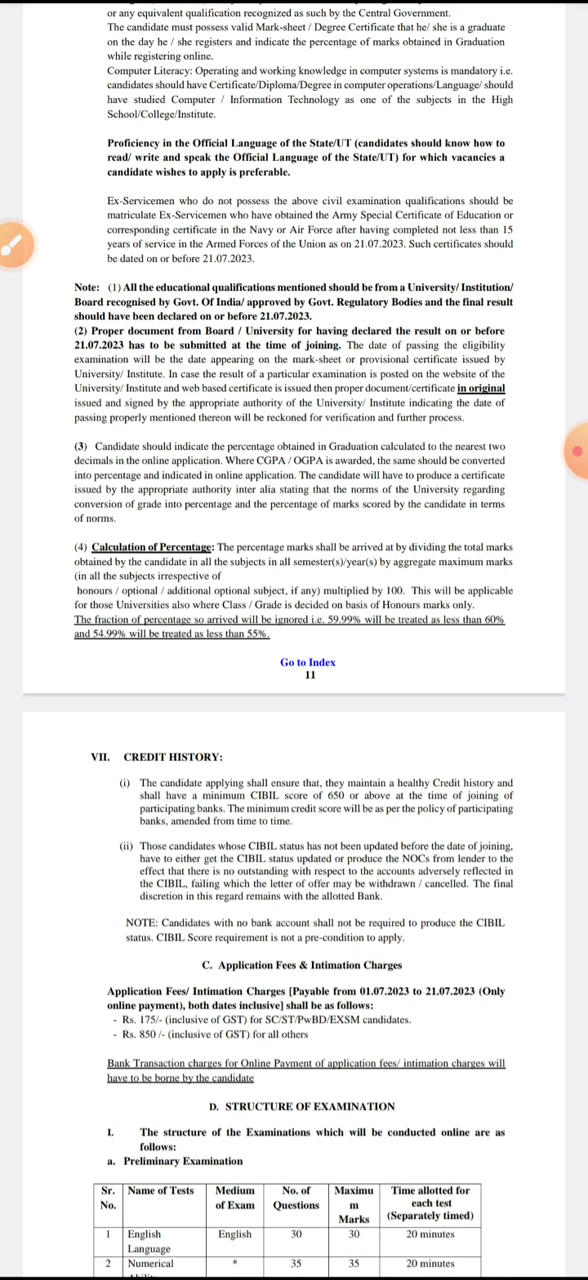 or any equivalent qualification recognized as such by the Central Government.
The candidate must possess valid Mark-sheet / Degree Certificate that he/ she is a graduate
on the day he / she registers and indicate the percentage of marks obtained in Graduation
while registering online.
Computer Literacy: Operating and working knowledge in computer systems is mandatory i.e.
candidates should have Certificate/Diploma/Degree in computer operations/Language/ should
have studied Computer / Information Technology as one of the subjects in the High
School/College/Institute.
Proficiency in the Official Language of the State/UT (candidates should know how to
read/ write and speak the Official Language of the State/UT) for which vacancies a
candidate wishes to apply is preferable.
Ex-Servicemen who do not possess the above civil examination qualifications should be
matriculate Ex-Servicemen who have obtained the Army Special Certificate of Education or
corresponding certificate in the Navy or Air Force after having completed not less than 15
years of service in the Armed Forces of the Union as on 21.07.2023. Such certificates should
be dated on or before 21.07.2023.
Note: (1) All the educational qualifications mentioned should be from a University/ Institution/
Board recognised by Govt. Of India/ approved by Govt. Regulatory Bodies and the final result
should have been declared on or before 21.07.2023.
(2) Proper document from Board / University for having declared the result on or before
21.07.2023 has to be submitted at the time of joining. The date of passing the eligibility
examination will be the date appearing on the mark-sheet or provisional certificate issued by
University/ Institute. In case the result of a particular examination is posted on the website of the
University/ Institute and web based certificate is issued then proper document/certificate in original
issued and signed by the appropriate authority of the University/ Institute indicating the date of
passing properly mentioned thereon will be reckoned for verification and further process.
(3) Candidate should indicate the percentage obtained in Graduation calculated to the nearest two
decimals in the online application. Where CGPA / OGPA is awarded, the same should be converted
into percentage and indicated in online application. The candidate will have to produce a certificate
issued by the appropriate authority inter alia stating that the norms of the University regarding
conversion of grade into percentage and the percentage of marks scored by the candidate in terms
of norms.
(4) Calculation of Percentage: The percentage marks shall be arrived at by dividing the total marks
obtained by the candidate in all the subjects in all semester(s)/year(s) by aggregate maximum marks
(in all the subjects irrespective of
honours / optional / additional optional subject, if any) multiplied by 100. This will be applicable
for those Universities also where Class / Grade is decided on basis of Honours marks only.
The fraction of percentage so arrived will be ignored i.e. 59.99% will be treated as less than 60%
and 54.99% will be treated as less than 55%.
Go to Index
11
VII. CREDIT HISTORY:
(i) The candidate applying shall ensure that, they maintain a healthy Credit history and
shall have a minimum CIBIL score of 650 or above at the time of joining of
participating banks. The minimum credit score will be as per the policy of participating
banks, amended from time to time.
(ii) Those candidates whose CIBIL status has not been updated before the date of joining,
have to either get the CIBIL status updated or produce the NOCs from lender to the
effect that there is no outstanding with respect to the accounts adversely reflected in
the CIBIL, failing which the letter of offer may be withdrawn / cancelled. The final
discretion in this regard remains with the allotted Bank.
NOTE: Candidates with no bank account shall not be required to produce the CIBIL
status. CIBIL Score requirement is not a pre-condition to apply.
C. Application Fees & Intimation Charges
Application Fees/ Intimation Charges [Payable from 01.07.2023 to 21.07.2023 (Only
online payment), both dates inclusive] shall be as follows:
- Rs. 175/- (inclusive of GST) for SC/ST/PwBD/EXSM candidates.
- Rs. 850 /- (inclusive of GST) for all others
Bank Transaction charges for Online Payment of application fees/ intimation charges will
have to be borne by the candidate
D. STRUCTURE OF EXAMINATION
I. The structure of the Examinations which will be conducted online are as
follows:
a. Preliminary Examination
Sr. Name of Tests Medium No. of Maximu Time allotted for
No. of Exam Questions m each test
Marks (Separately timed)
1 English English 30 30 20 minutes
Language
2 Numerical * 35 35 20 minutes